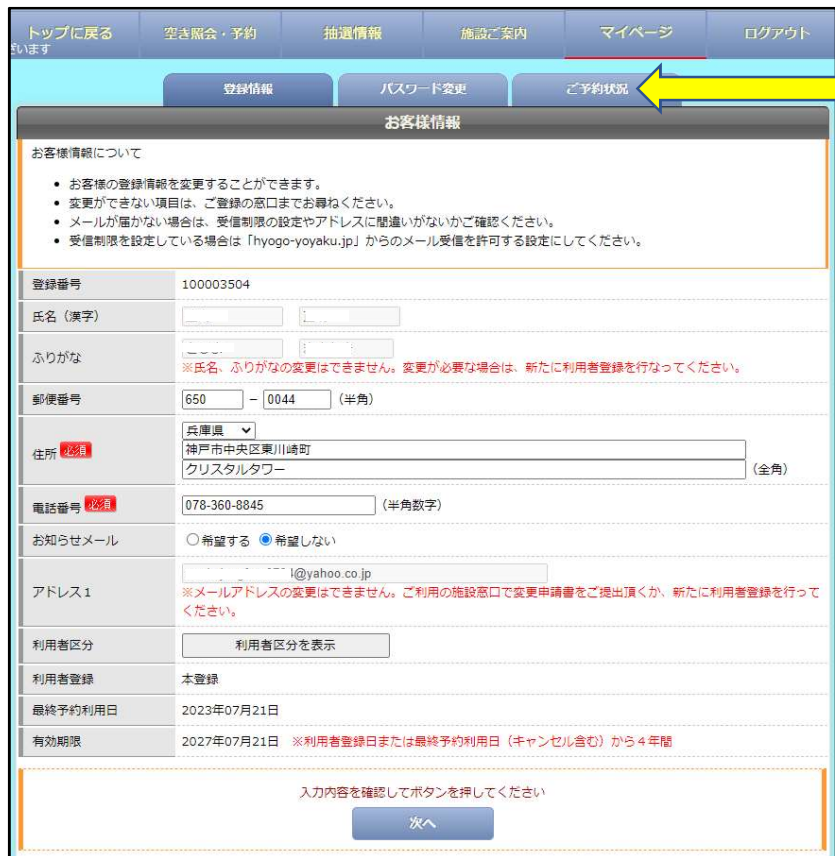 トップに戻る 空き照会・予約 抽選情報 施設ご案内 マイページ ログアウト
ざいます
登録情報 パスワード変更 ご予約状況
お客様情報
お客様情報について
• お客様の登録情報を変更することができます。
• 変更ができない項目は、ご登録の窓口までお尋ねください。
• メールが届かない場合は、受信制限の設定やアドレスに間違いがないかご確認ください。
• 受信制限を設定している場合は「hyogo-yoyaku.jp」からのメール受信を許可する設定にしてください。
登録番号 100003504
氏名（漢字）
ふりがな
※氏名、ふりがなの変更はできません。変更が必要な場合は、新たに利用者登録を行なってください。
郵便番号 650 － 0044 （半角）
兵庫県
住所 必須 神戸市中央区東川崎町
クリスタルタワー （全角）
電話番号 必須 078-360-8845 （半角数字）
お知らせメール 希望する 希望しない
@yahoo.co.jp
アドレス1 ※メールアドレスの変更はできません。ご利用の施設窓口で変更申請書をご提出頂くか、新たに利用者登録を行って
ください。
利用者区分 利用者区分を表示
利用者登録 本登録
最終予約利用日 2023年07月21日
有効期限 2027年07月21日 ※利用者登録日または最終予約利用日（キャンセル含む）から４年間
入力内容を確認してボタンを押してください
次へ